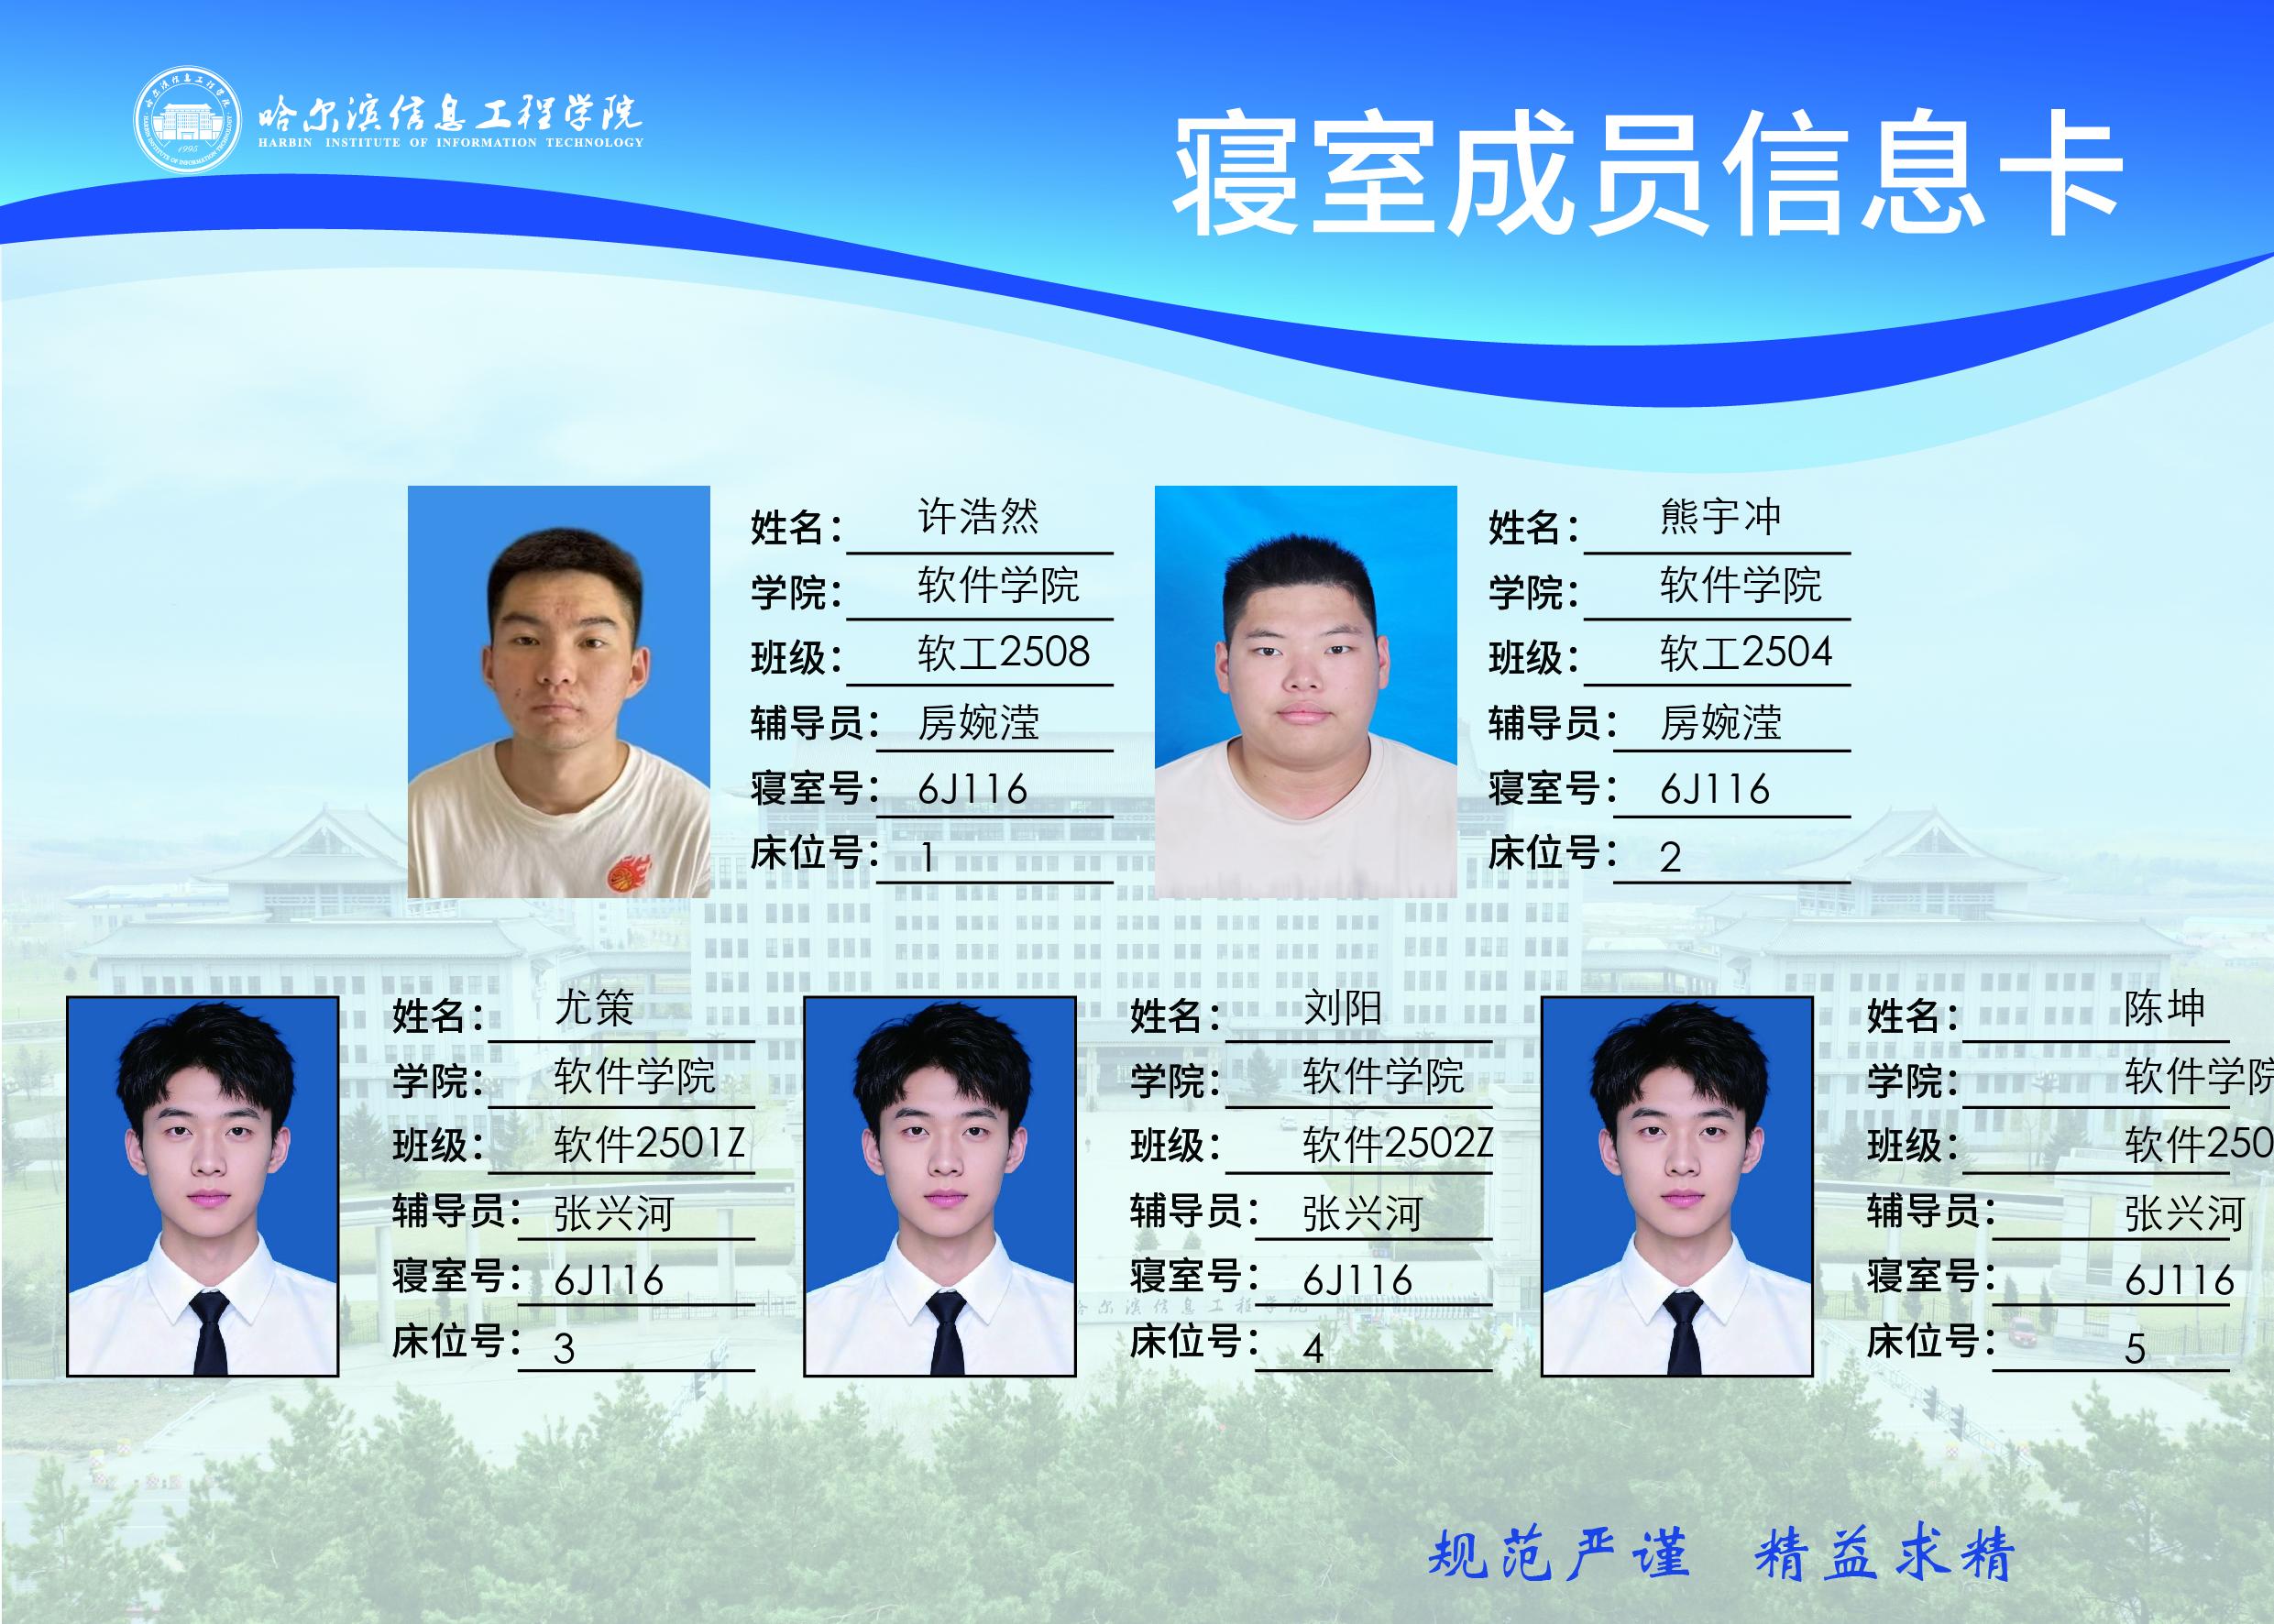 哈尔滨信息工程学院
HARBIN INSTITUTE OF INFORMATION TECHNOLOGY
寝室成员信息卡
姓名： 许浩然
学院： 软件学院
班级： 软工2508
辅导员： 房婉滢
寝室号： 6J116
床位号： 1
姓名： 熊宇冲
学院： 软件学院
班级： 软工2504
辅导员： 房婉滢
寝室号： 6J116
床位号： 2
姓名： 尤策
学院： 软件学院
班级： 软件2501Z
辅导员： 张兴河
寝室号： 6J116
床位号： 3
姓名： 刘阳
学院： 软件学院
班级： 软件2502Z
辅导员： 张兴河
寝室号： 6J116
床位号： 4
姓名： 陈坤
学院： 软件学院
班级： 软件250
辅导员： 张兴河
寝室号： 6J116
床位号： 5
哈尔滨信息工程学院
规范严谨 精益求精